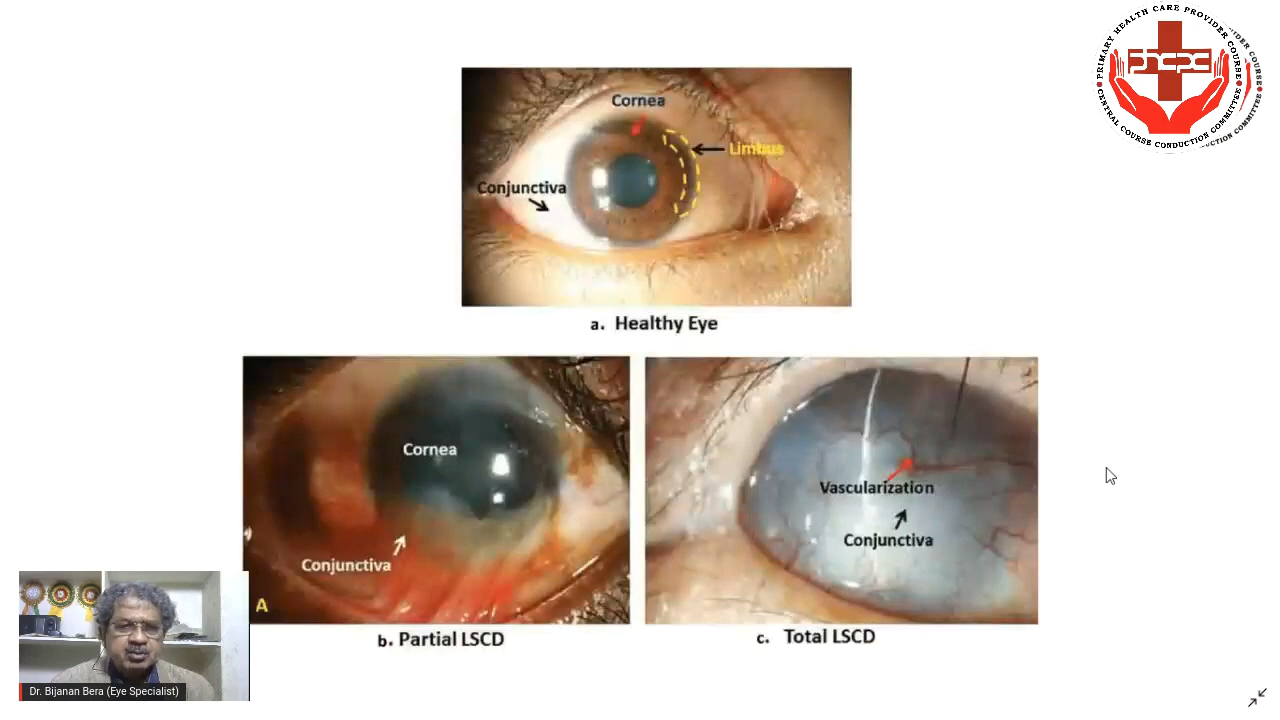 PRIMARY HEALTH CARE PROVIDER COURSE
phcpc
CENTRAL COURSE CONDUCTION COMMITTEE
Cornea
Limbus
Conjunctiva
a. Healthy Eye
Cornea
Conjunctiva
A
Vascularization
Conjunctiva
b. Partial LSCD
c. Total LSCD
Dr. Bijanan Bera (Eye Specialist)